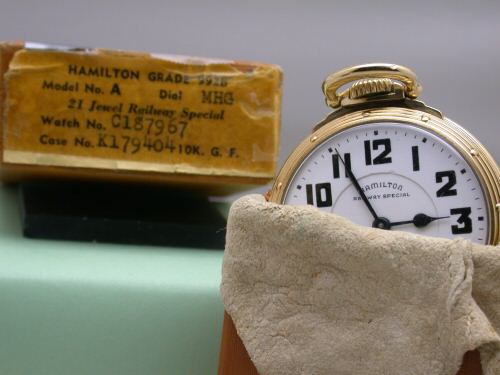 HAMILTON GRADE 992B
Model No. A Dial MHG
21 Jewel Railway Special
Watch No. C187967
Case No. K179404 10K. G. F.
12
1
2
3
11
10
HAMILTON
RAILWAY SPECIAL